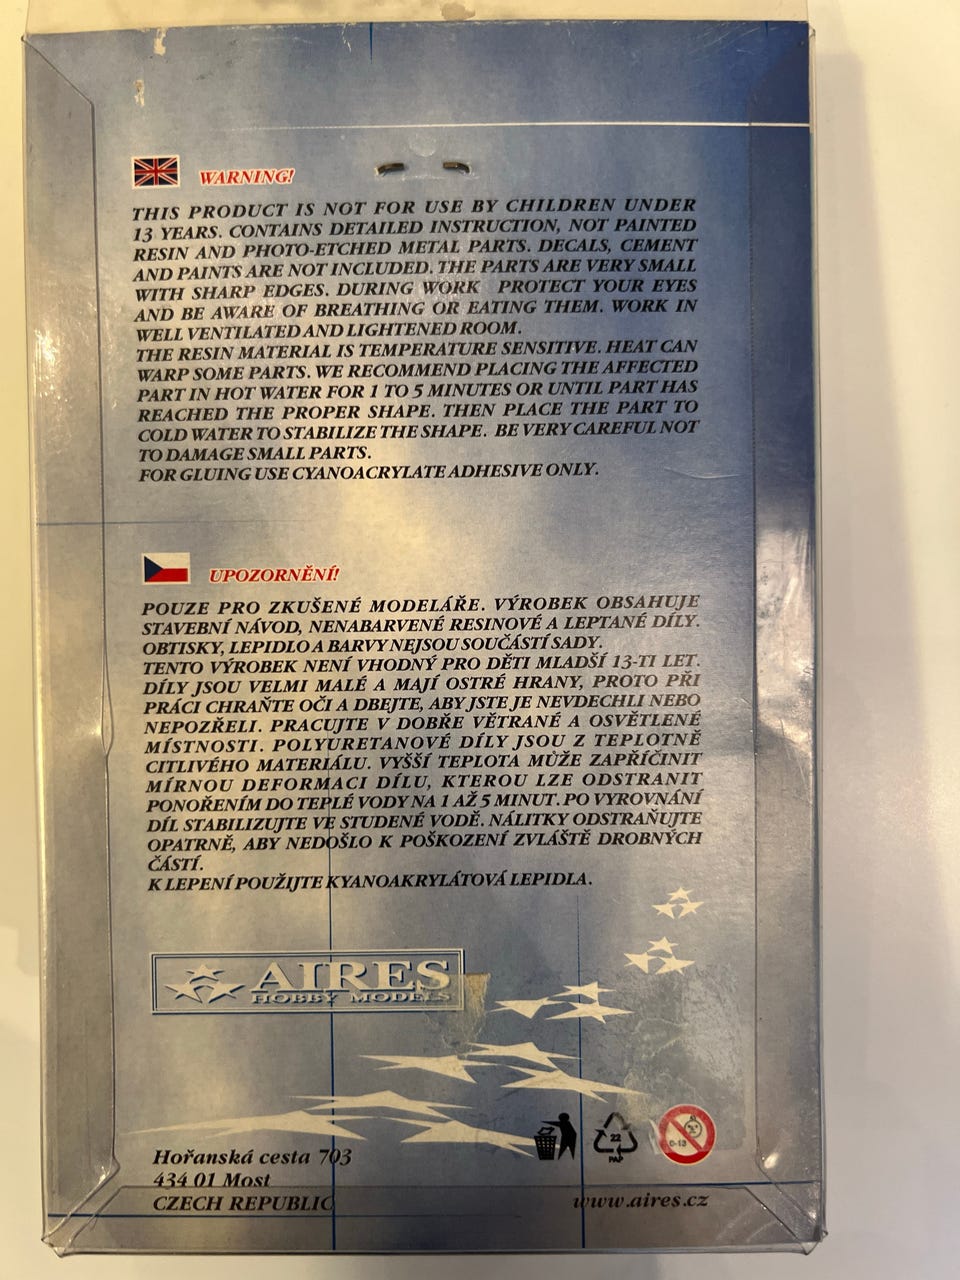 WARNING!
THIS PRODUCT IS NOT FOR USE BY CHILDREN UNDER
13 YEARS. CONTAINS DETAILED INSTRUCTION, NOT PAINTED
RESIN AND PHOTO-ETCHED METAL PARTS. DECALS, CEMENT
AND PAINTS ARE NOT INCLUDED. THE PARTS ARE VERY SMALL
WITH SHARP EDGES. DURING WORK PROTECT YOUR EYES
AND BE AWARE OF BREATHING OR EATING THEM. WORK IN
WELL VENTILATED AND LIGHTENED ROOM.
THE RESIN MATERIAL IS TEMPERATURE SENSITIVE. HEAT CAN
WARP SOME PARTS. WE RECOMMEND PLACING THE AFFECTED
PART IN HOT WATER FOR 1 TO 5 MINUTES OR UNTIL PART HAS
REACHED THE PROPER SHAPE. THEN PLACE THE PART TO
COLD WATER TO STABILIZE THE SHAPE. BE VERY CAREFUL NOT
TO DAMAGE SMALL PARTS.
FOR GLUING USE CYANOACRYLATE ADHESIVE ONLY.
UPOZORNĚNÍ!
POUZE PRO ZKUŠENÉ MODELÁŘE. VÝROBEK OBSAHUJE
STAVEBNÍ NÁVOD, NENABARVENÉ RESINOVÉ A LEPTANÉ DÍLY.
OBTISKY, LEPIDLO A BARVY NEJSOU SOUČÁSTÍ SADY.
TENTO VÝROBEK NENÍ VHODNÝ PRO DĚTI MLADŠÍ 13-TI LET.
DÍLY JSOU VELMI MALÉ A MAJÍ OSTRÉ HRANY, PROTO PŘI
PRÁCI CHRAŇTE OČI A DBEJTE, ABY JSTE JE NEVDECHLI NEBO
NEPOZŘELI. PRACUJTE V DOBŘE VĚTRANÉ A OSVĚTLENÉ
MÍSTNOSTI. POLYURETANOVÉ DÍLY JSOU Z TEPLOTNĚ
CITLIVÉHO MATERIÁLU. VYŠŠÍ TEPLOTA MŮŽE ZAPŘÍČINIT
MÍRNOU DEFORMACI DÍLU, KTEROU LZE ODSTRANIT
PONOŘENÍM DO TEPLÉ VODY NA 1 AŽ 5 MINUT. PO VYROVNÁNÍ
DÍL STABILIZUJTE VE STUDENÉ VODĚ. NÁLITKY ODSTRAŇUJTE
OPATRNĚ, ABY NEDOŠLO K POŠKOZENÍ ZVLÁŠTĚ DROBNÝCH
ČÁSTÍ.
K LEPENÍ POUŽIJTE KYANOAKRYLÁTOVÁ LEPIDLA.
AIRES
HOBBY MODELS
22
PAP
0-13
Hořanská cesta 703
434 01 Most
CZECH REPUBLIC
www.aires.cz